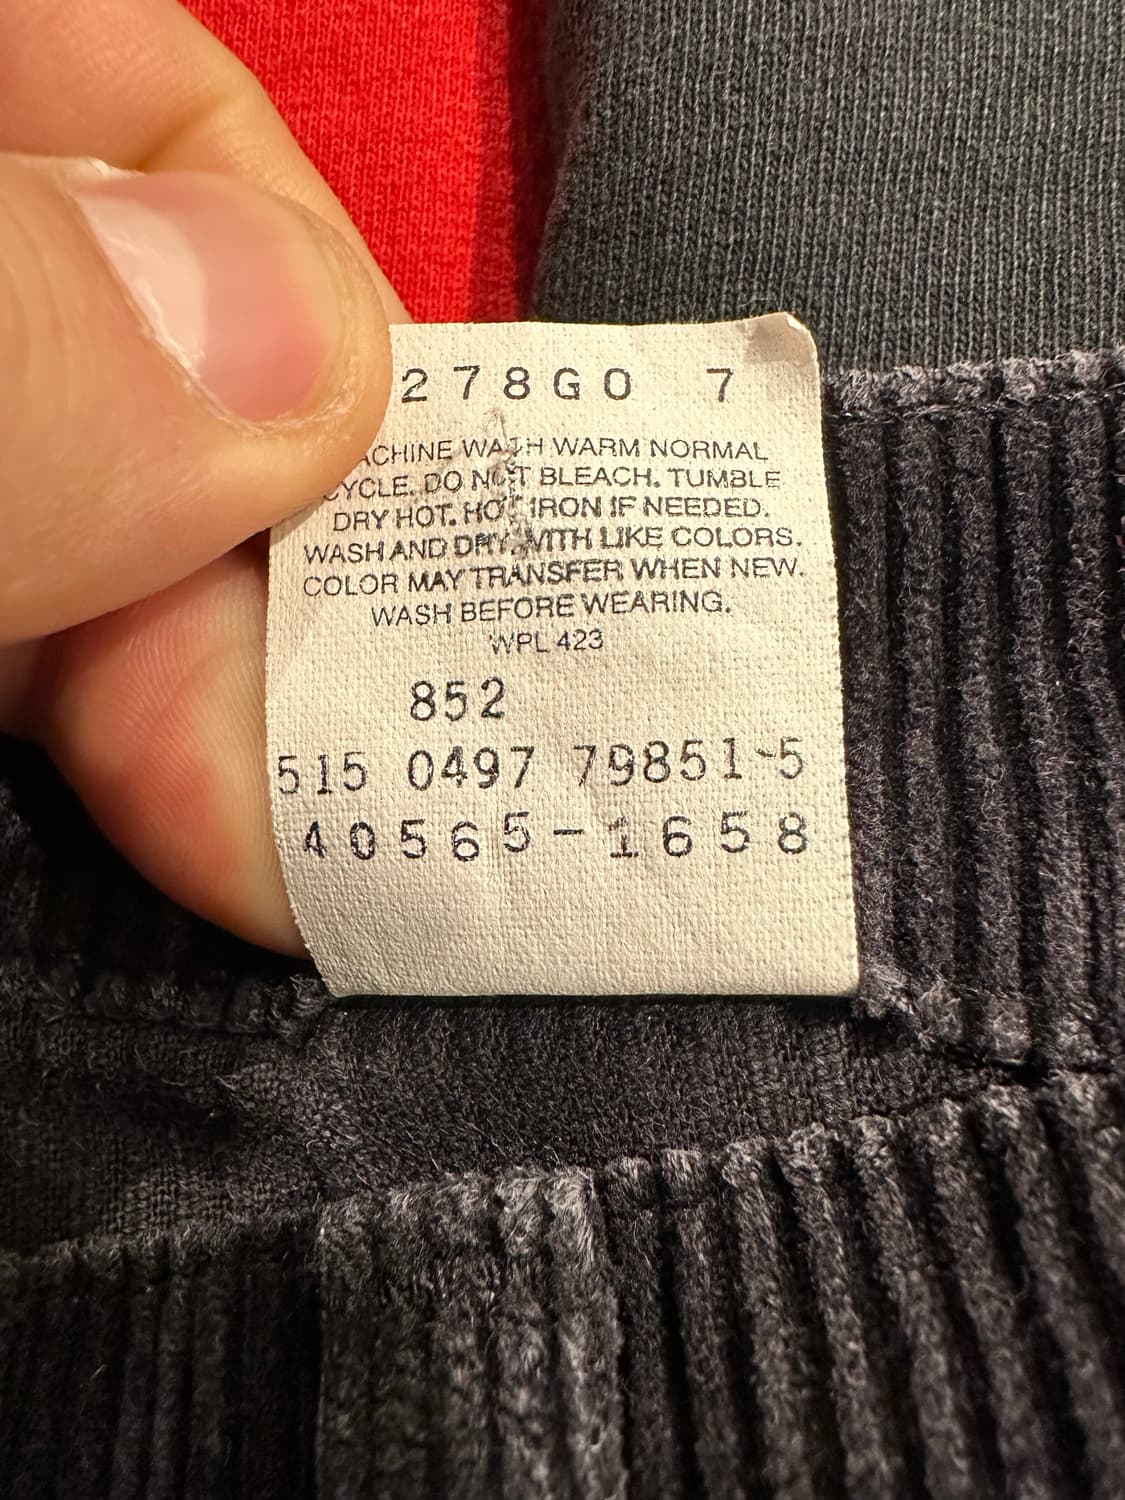 278GO 7
ACHINE WASH WARM NORMAL
CYCLE. DO NOT BLEACH. TUMBLE
DRY HOT. HOT IRON IF NEEDED.
WASH AND DRY WITH LIKE COLORS.
COLOR MAY TRANSFER WHEN NEW.
WASH BEFORE WEARING.
WPL 423
852
515 0497 79851-5
40565-1658